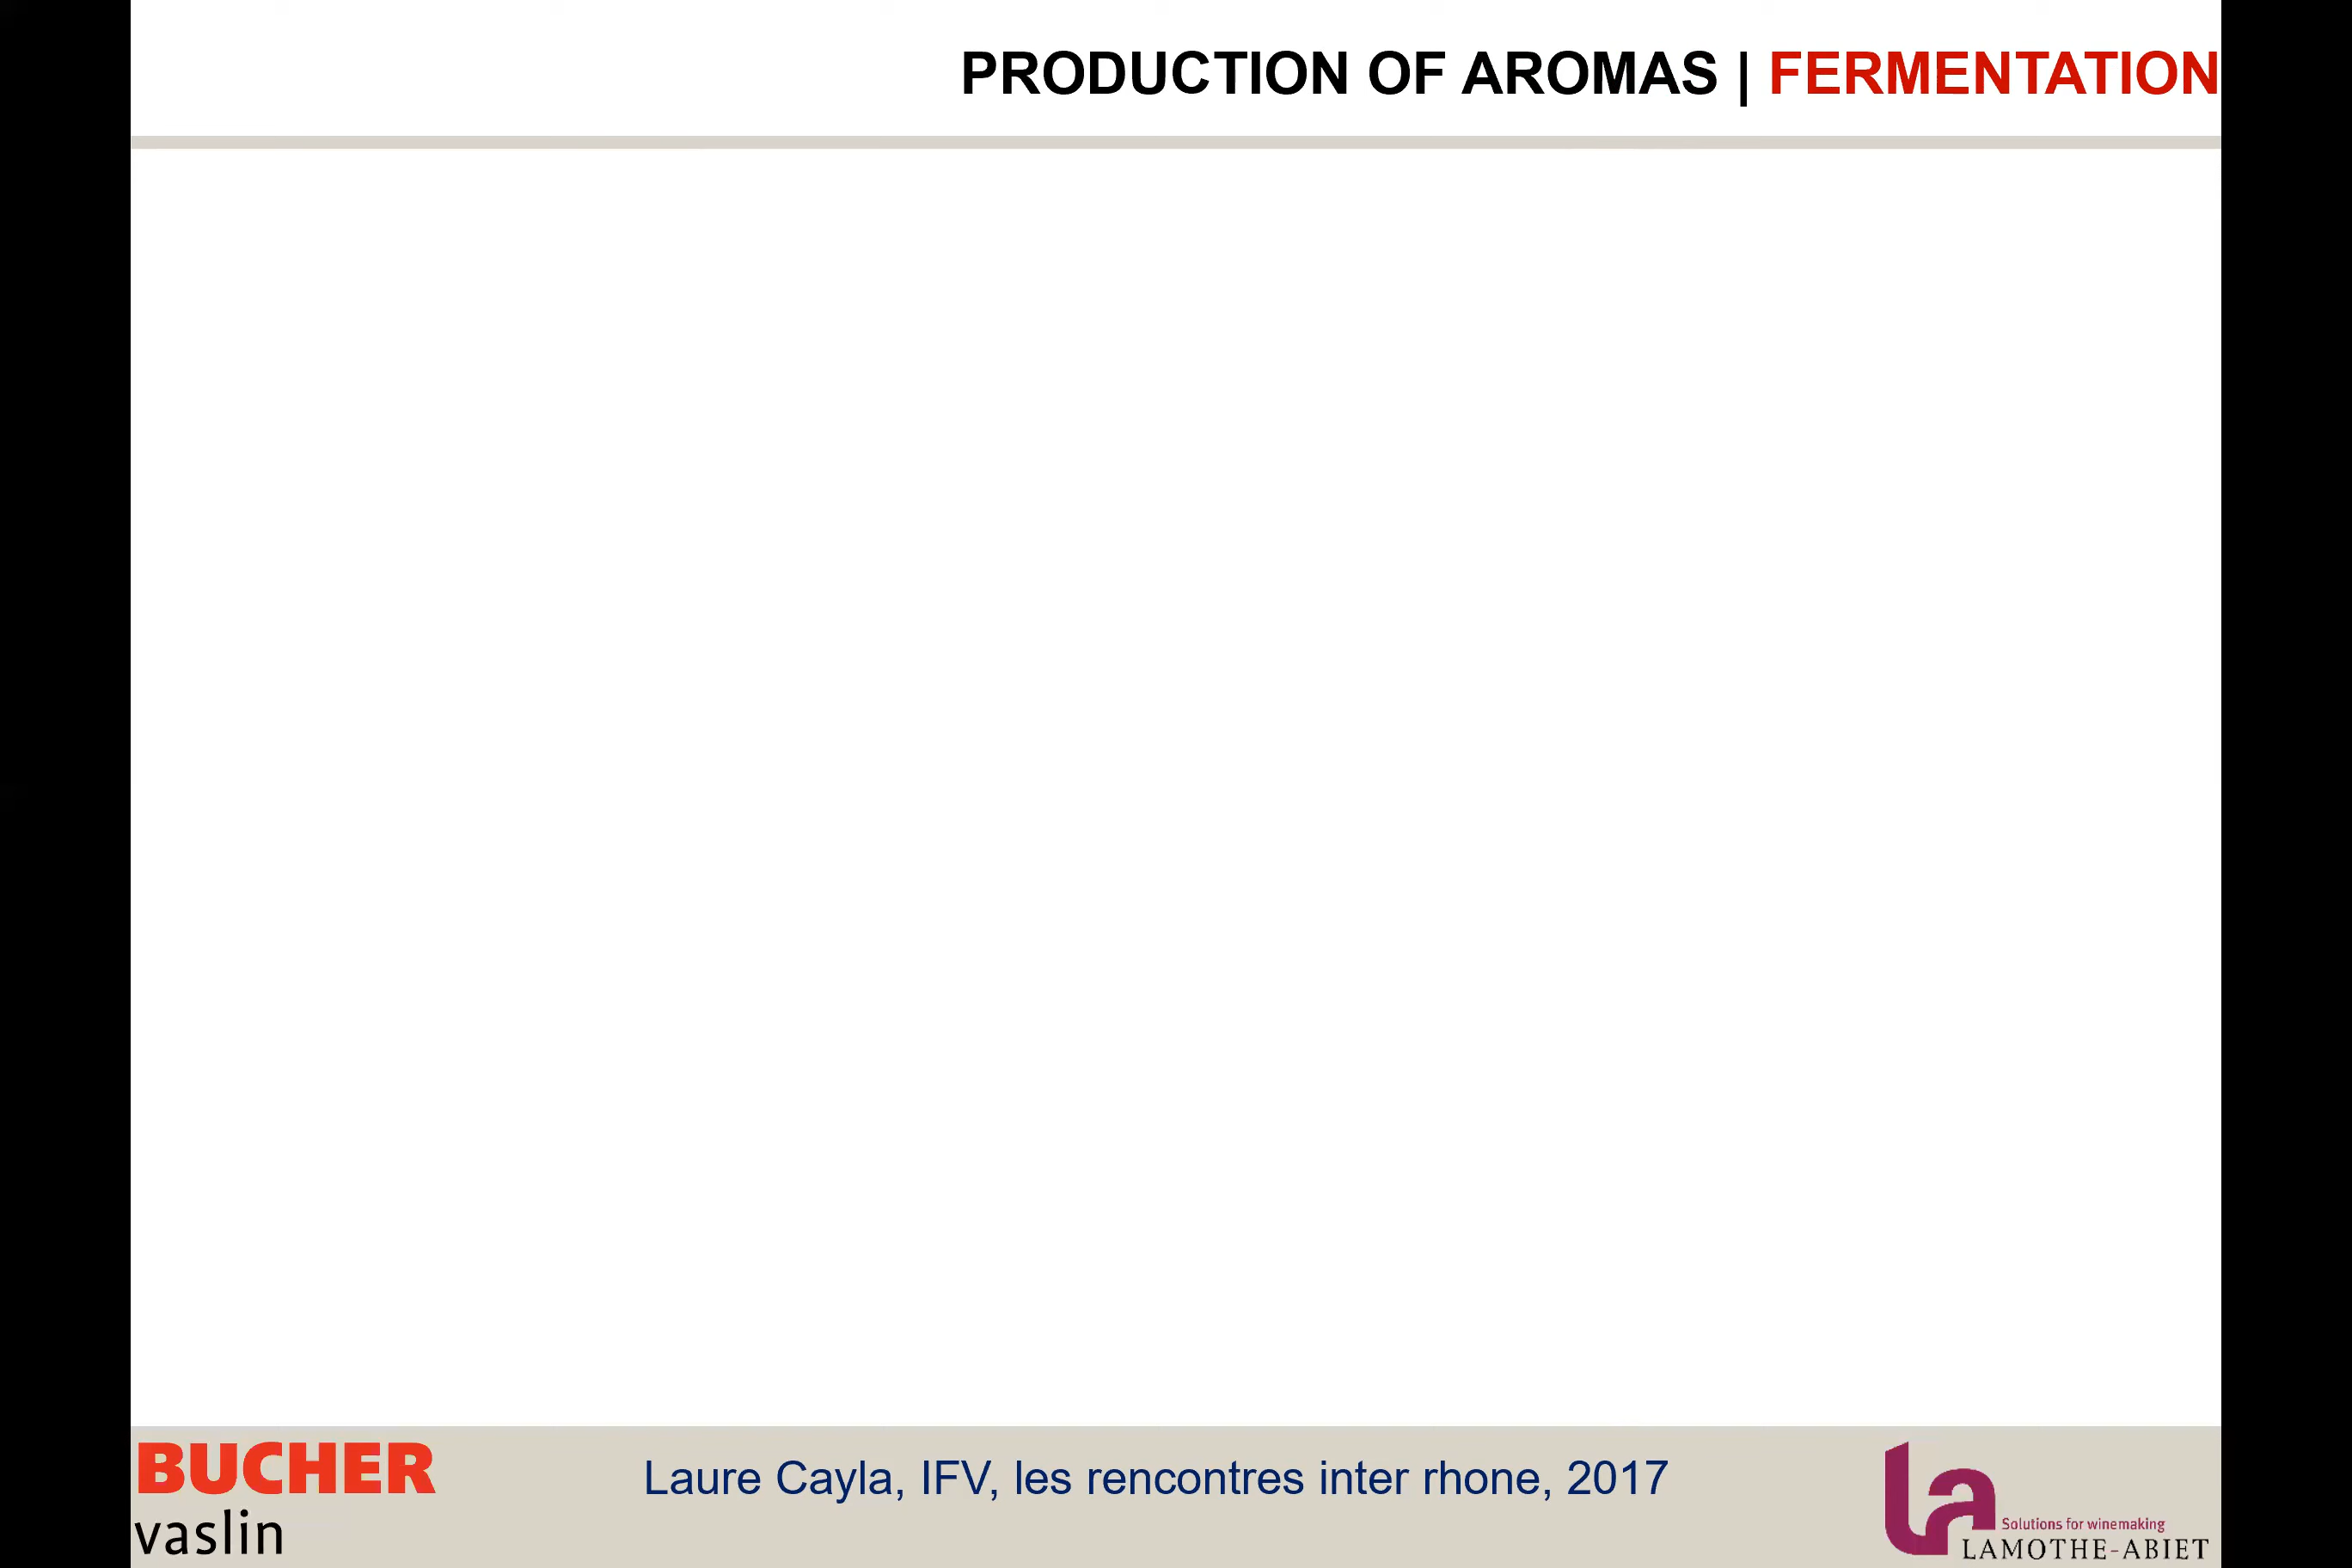 PRODUCTION OF AROMAS | FERMENTATION
BUCHER
vaslin
Laure Cayla, IFV, les rencontres inter rhone, 2017
la
Solutions for winemaking
LAMOTHE-ABIET